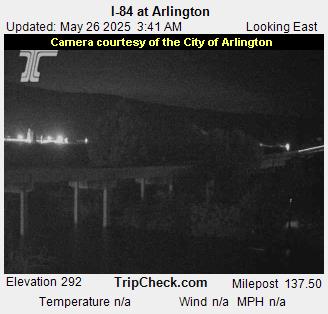 I-84 at Arlington
Updated: May 26 2025 3:41 AM Looking East
Camera courtesy of the City of Arlington
Elevation 292 TripCheck.com Milepost 137.50
Temperature n/a Wind n/a MPH n/a